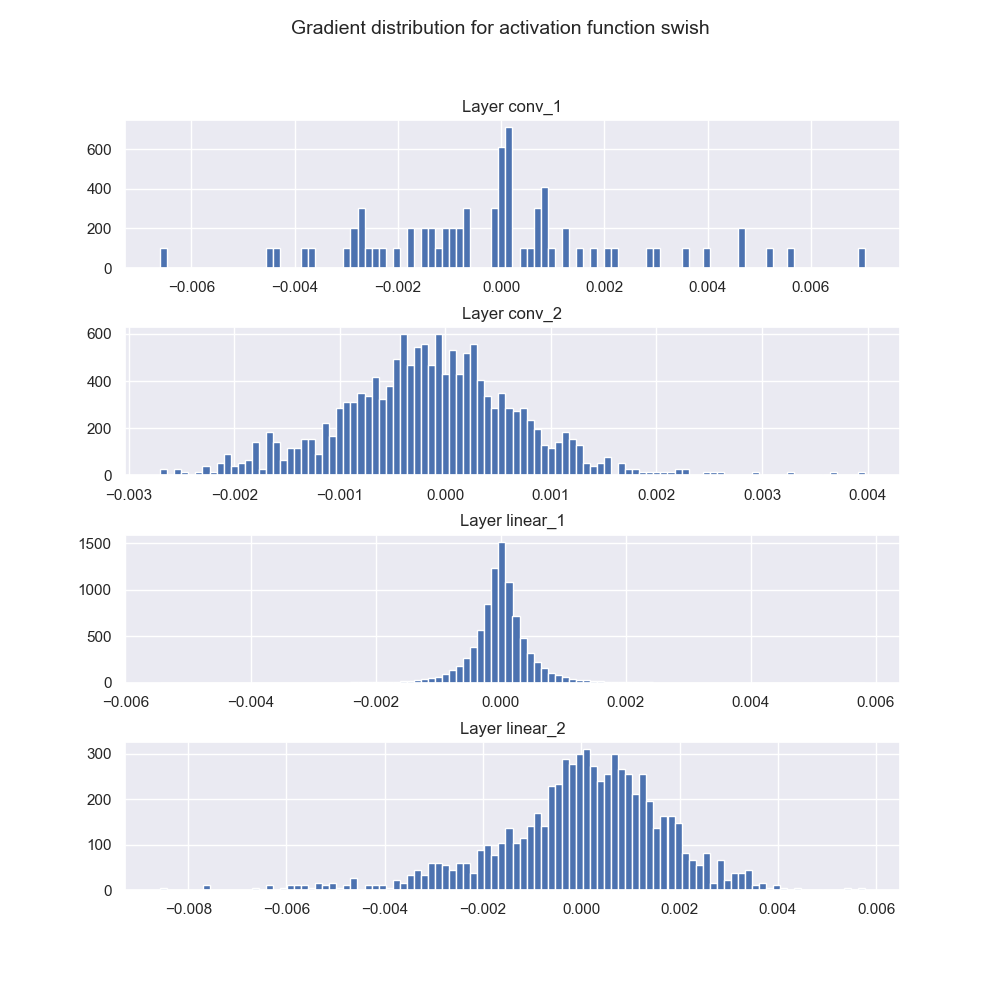 Gradient distribution for activation function swish
Layer conv_1
600
400
200
0
−0.006 −0.004 −0.002 0.000 0.002 0.004 0.006
Layer conv_2
600
400
200
0
−0.003 −0.002 −0.001 0.000 0.001 0.002 0.003 0.004
Layer linear_1
1500
1000
500
0
−0.006 −0.004 −0.002 0.000 0.002 0.004 0.006
Layer linear_2
300
200
100
0
−0.008 −0.006 −0.004 −0.002 0.000 0.002 0.004 0.006